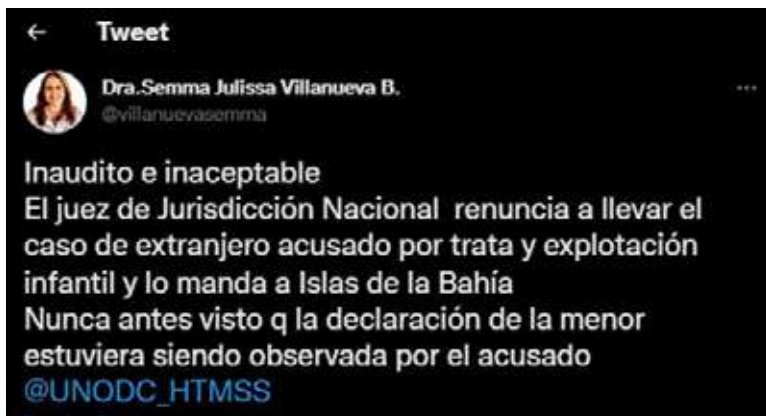 Tweet
Dra.Semma Julissa Villanueva B.
@villanuevasemma
Inaudito e inaceptable
El juez de Jurisdicción Nacional renuncia a llevar el
caso de extranjero acusado por trata y explotación
infantil y lo manda a Islas de la Bahía
Nunca antes visto q la declaración de la menor
estuviera siendo observada por el acusado
@UNODC_HTMSS